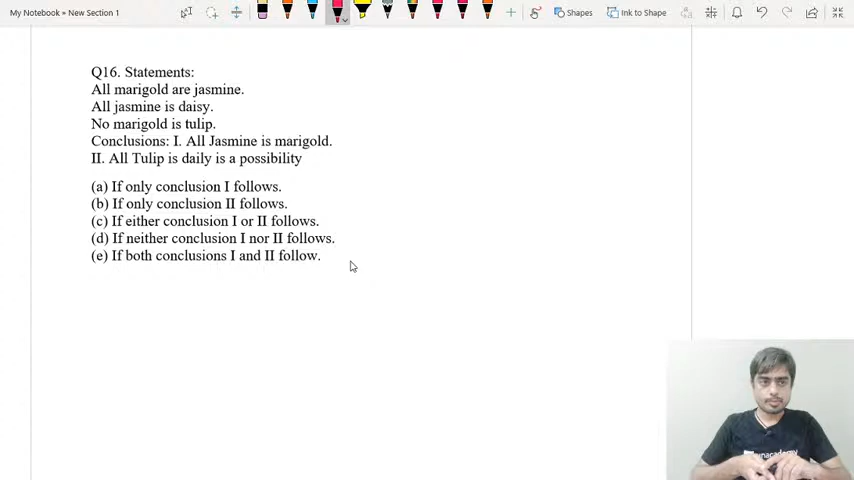 My Notebook » New Section 1
Shapes
Ink to Shape
Q16. Statements:
All marigold are jasmine.
All jasmine is daisy.
No marigold is tulip.
Conclusions: I. All Jasmine is marigold.
II. All Tulip is daily is a possibility
(a) If only conclusion I follows.
(b) If only conclusion II follows.
(c) If either conclusion I or II follows.
(d) If neither conclusion I nor II follows.
(e) If both conclusions I and II follow.